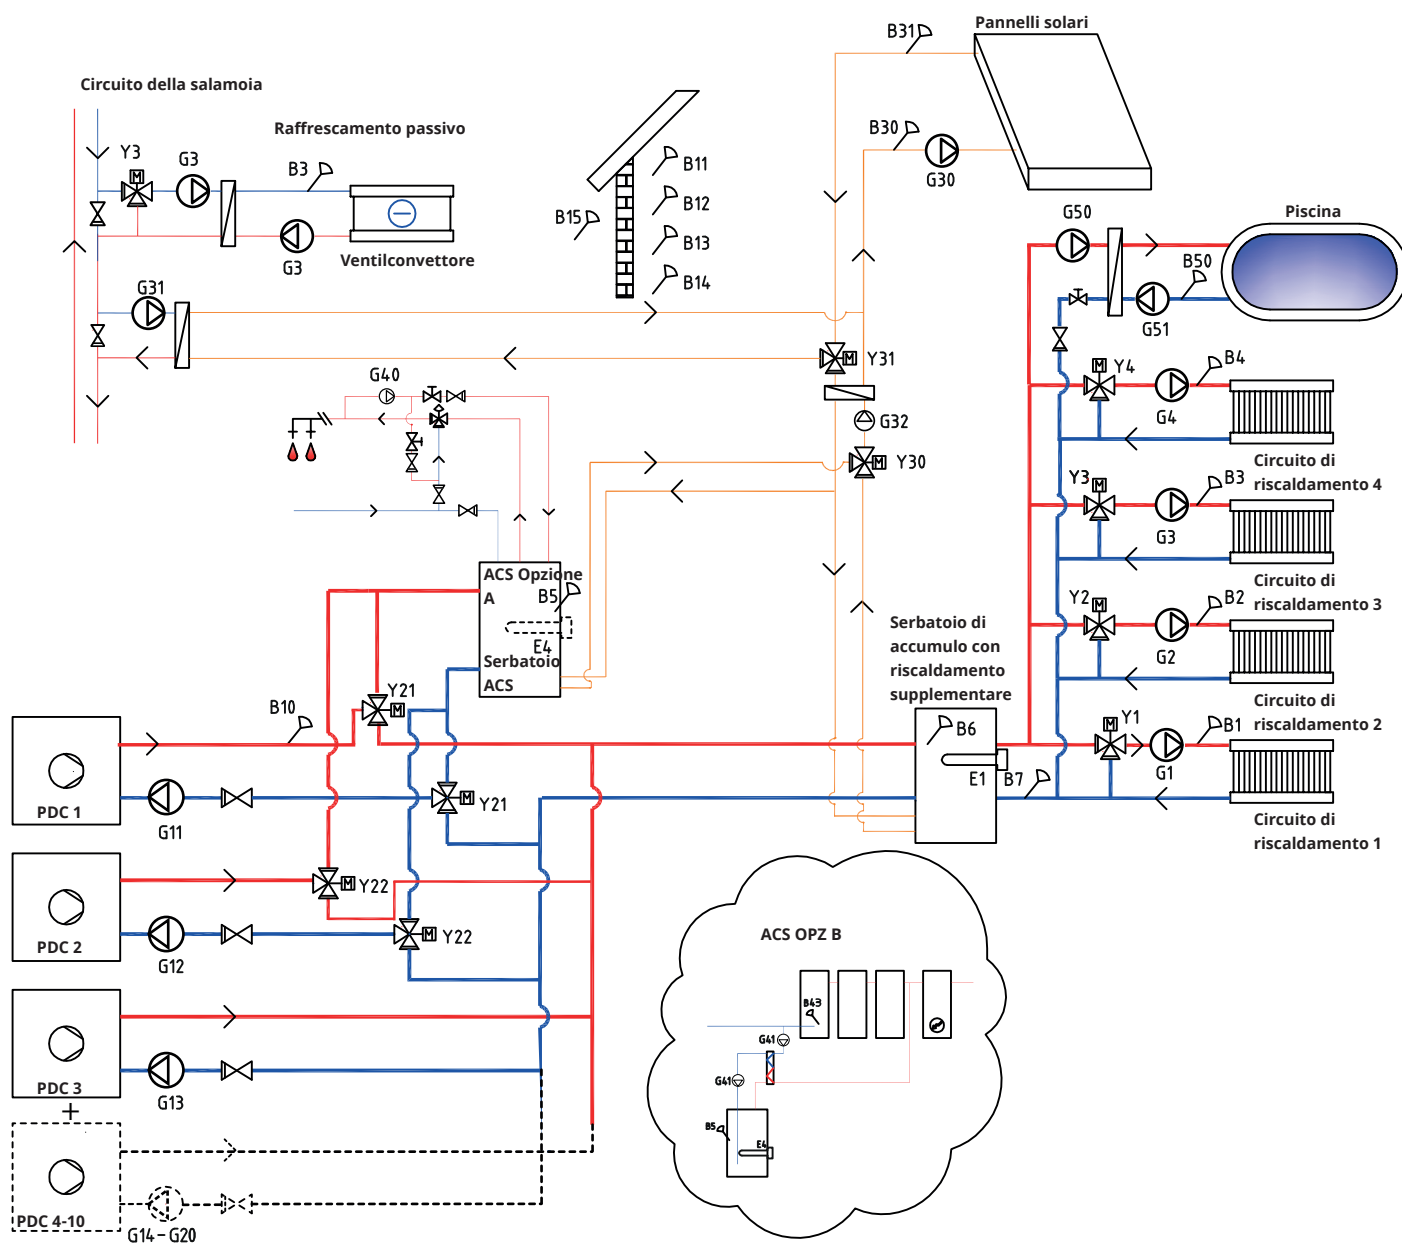 Pannelli solari
B31
Circuito della salamoia
Raffrescamento passivo
Y3
G3
B3
B30
G30
B11
B12
B13
B14
B15
G3
Ventilconvettore
G31
Piscina
G50
B50
G51
Y31
G40
G32
Y30
Y4
B4
G4
Circuito di
riscaldamento 4
Y3
B3
G3
Circuito di
riscaldamento 3
Y2
B2
G2
Circuito di
riscaldamento 2
Y1
B1
G1
Circuito di
riscaldamento 1
ACS Opzione
A
B5
E4
Serbatoio
ACS
Serbatoio di
accumulo con
riscaldamento
supplementare
B6
E1
B7
B10
Y21
M
PDC 1
G11
Y21
M
PDC 2
G12
Y22
M
Y22
M
PDC 3
G13
+
PDC 4-10
G14-G20
ACS OPZ B
B43
G41
G41
B5
E4
M
M
M
M
M
M
M